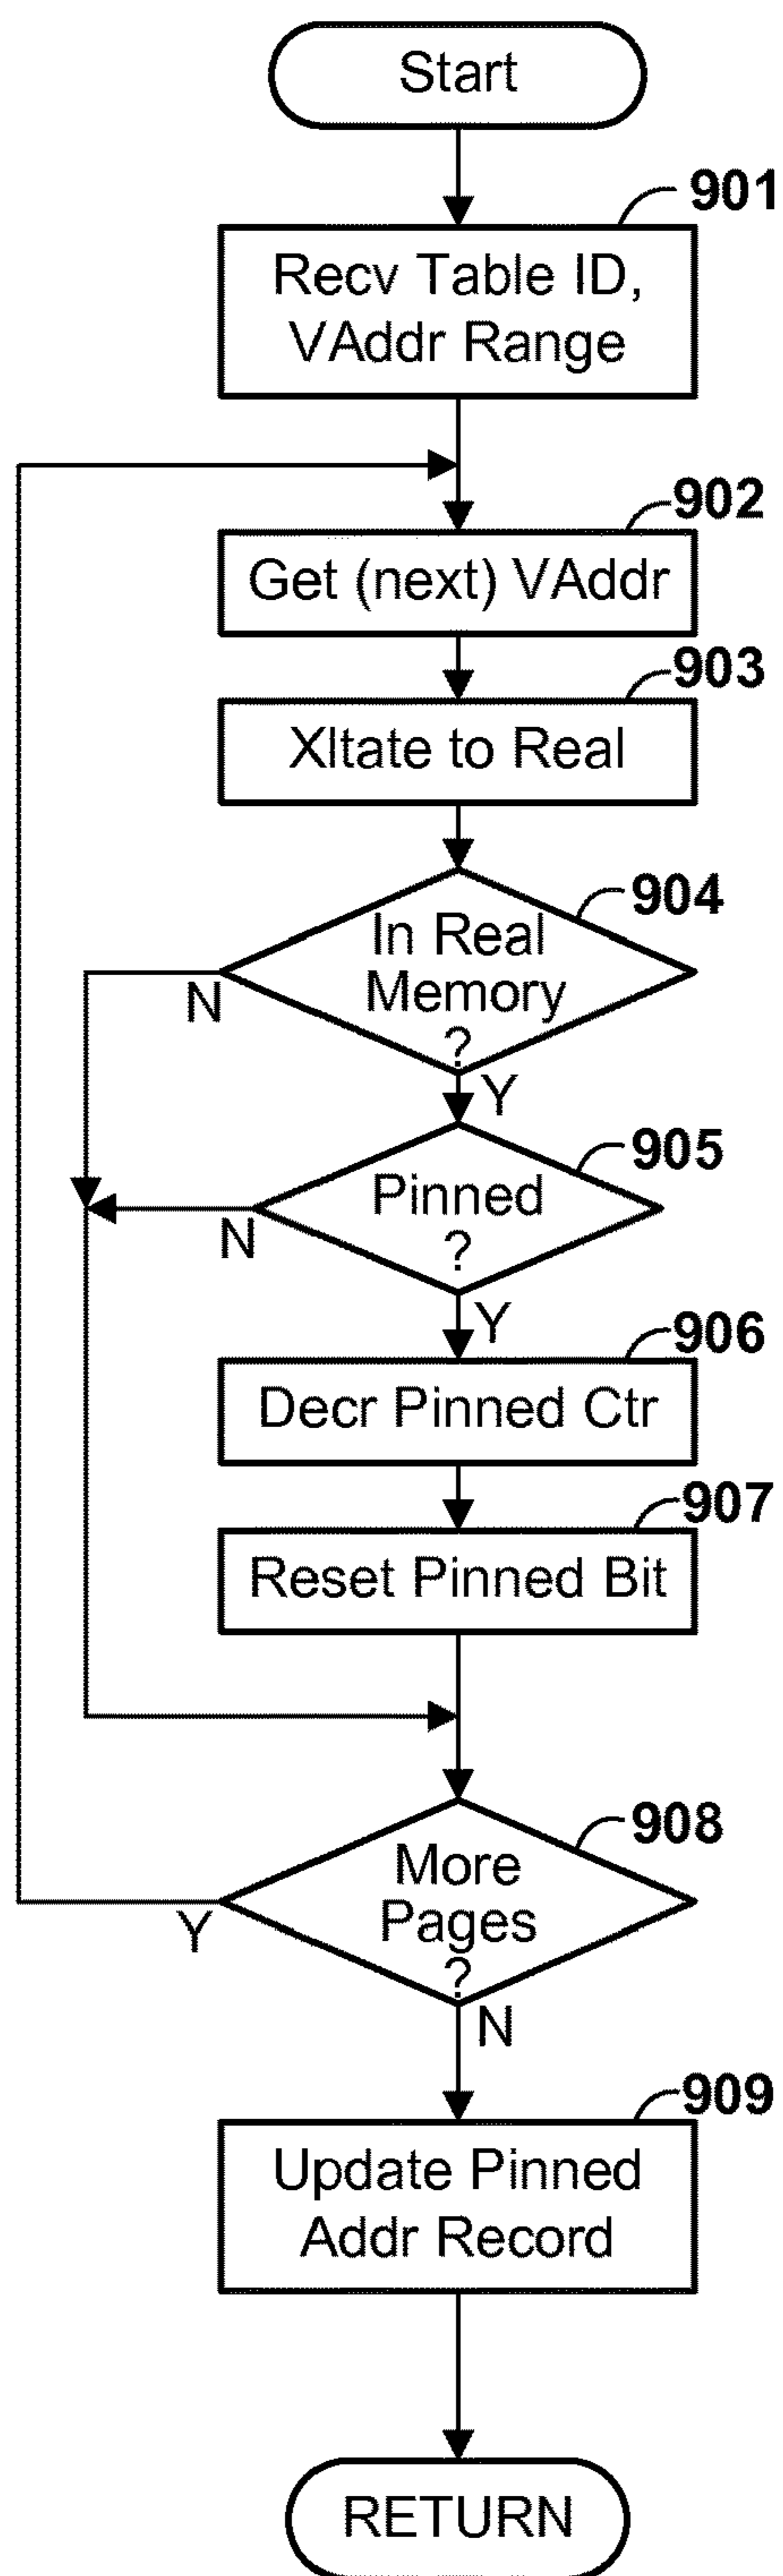 Start
901
Recv Table ID,
VAddr Range
902
Get (next) VAddr
903
Xltate to Real
904
In Real
Memory
?
N
Y
905
Pinned
?
N
Y
906
Decr Pinned Ctr
907
Reset Pinned Bit
908
More
Pages
?
Y
N
909
Update Pinned
Addr Record
RETURN